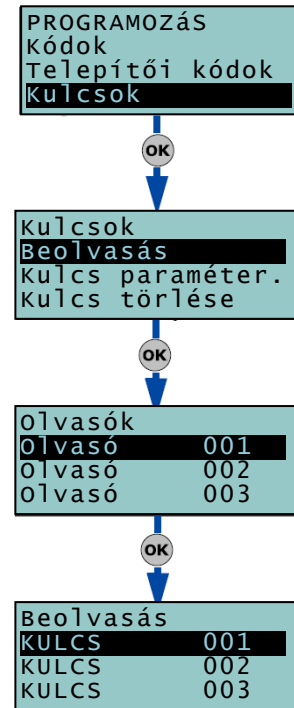 PROGRAMOZáS
Kódok
Telepítői kódok
Kulcsok
OK
Kulcsok
Beolvasás
Kulcs paraméter.
Kulcs törlése
OK
Olvasók
Olvasó 001
Olvasó 002
Olvasó 003
OK
Beolvasás
KULCS 001
KULCS 002
KULCS 003